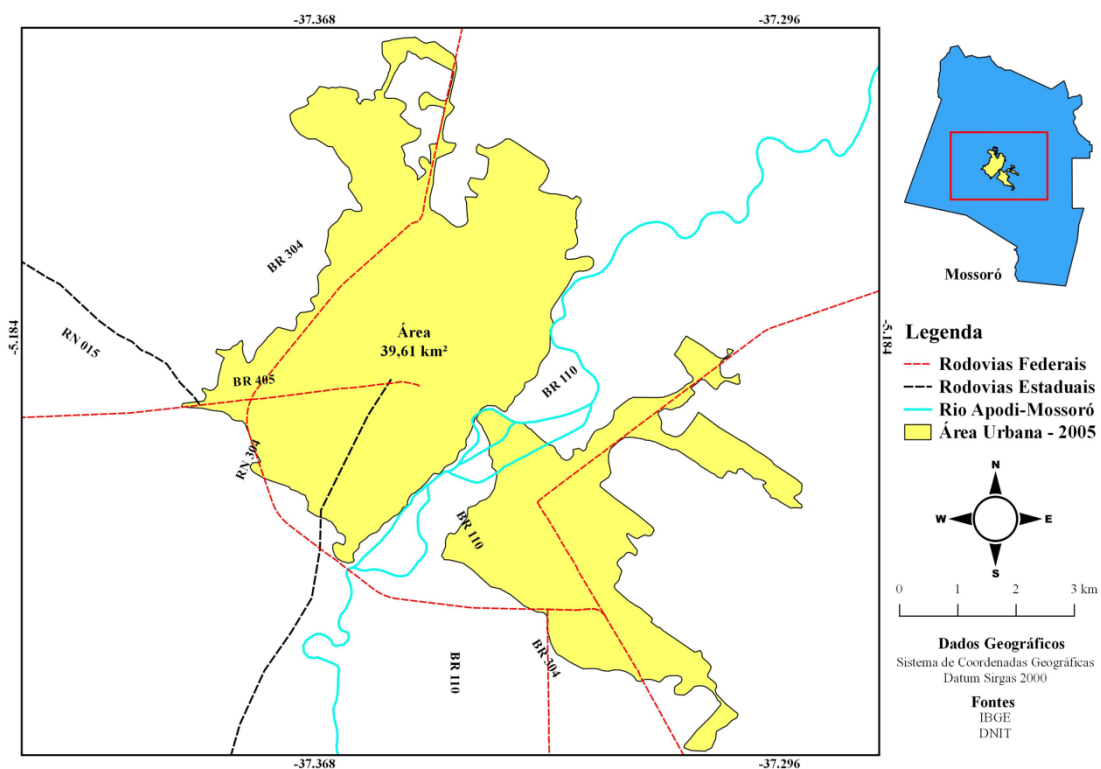 -37.368
-37.296
-5.184
-5.184
BR 304
RN 015
Área
39,61 km²
BR 405
BR 110
RN 304
BR 110
BR 304
BR 110
-37.368
-37.296
Mossoró
Legenda
Rodovias Federais
Rodovias Estaduais
Rio Apodi-Mossoró
Área Urbana - 2005
N
W
E
S
0 1 2 3 km
Dados Geográficos
Sistema de Coordenadas Geográficas
Datum Sirgas 2000
Fontes
IBGE
DNIT